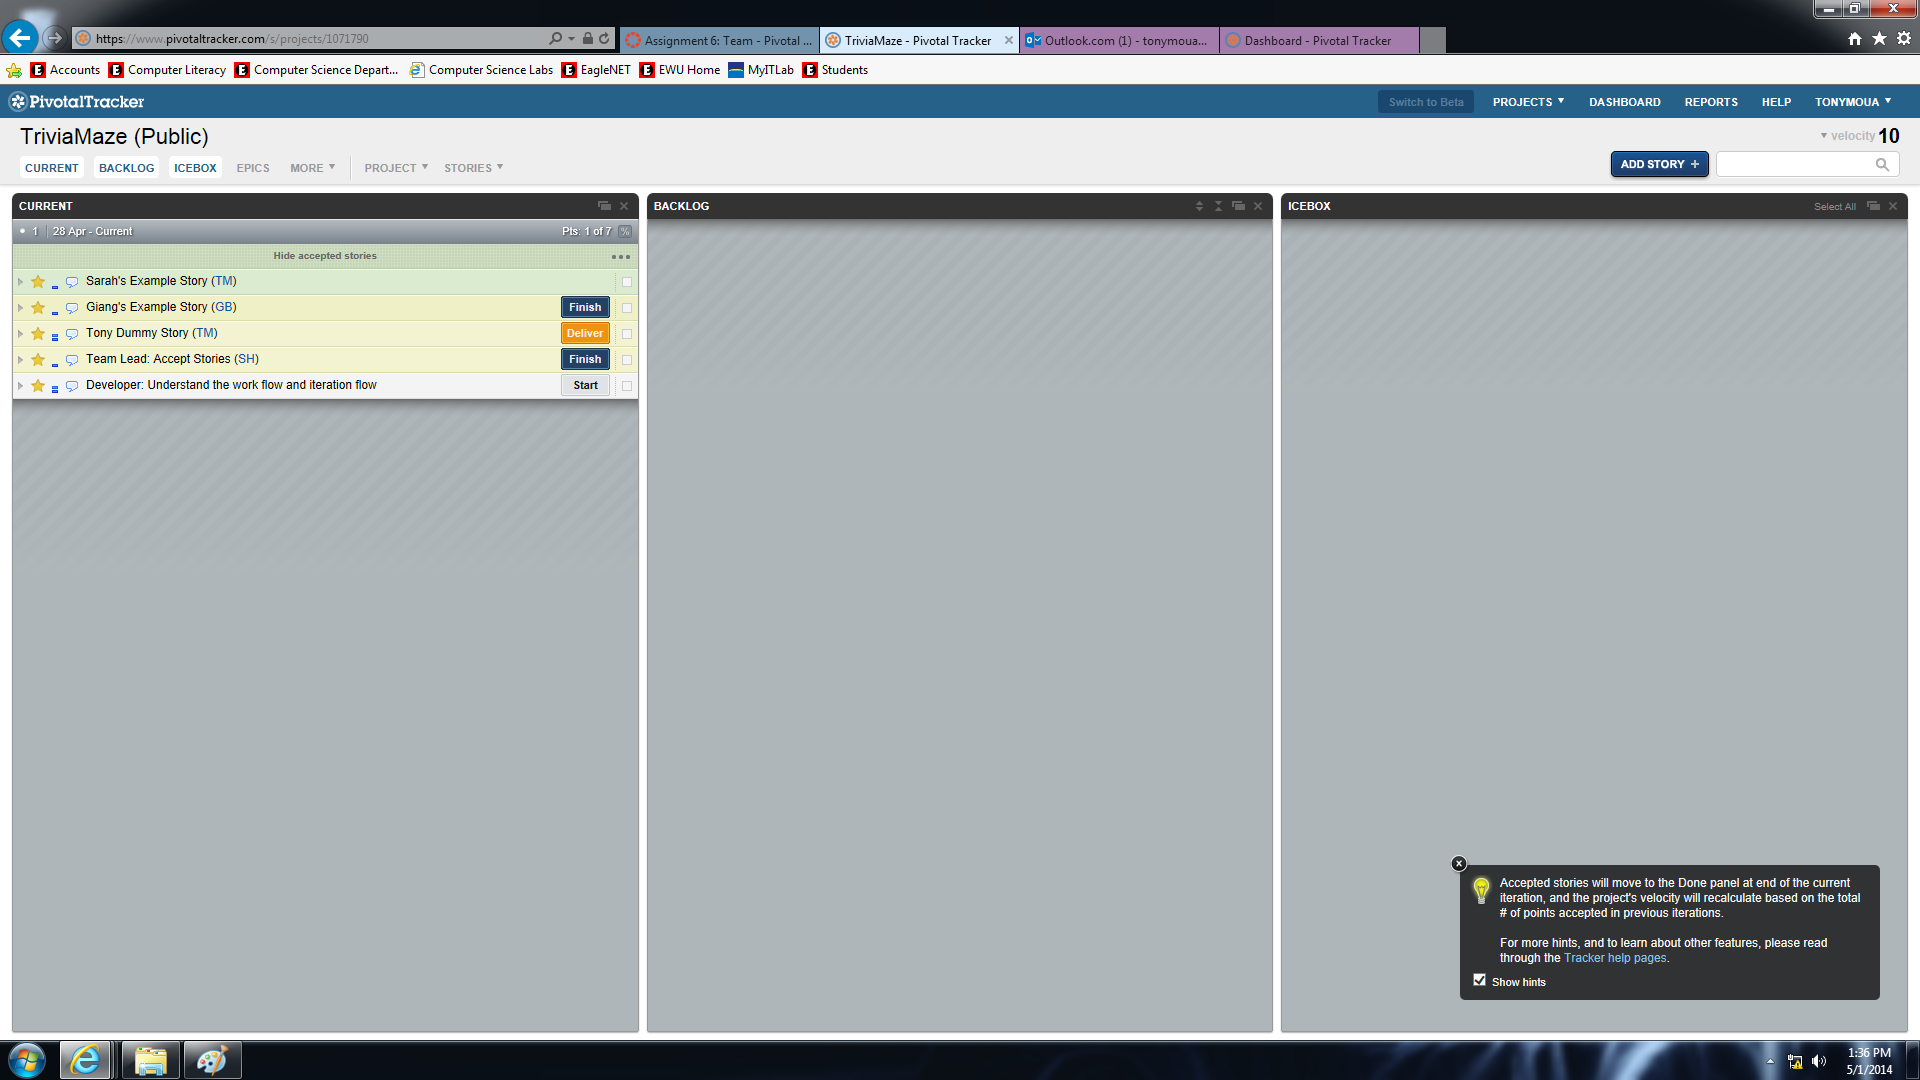 https://www.pivotaltracker.com/s/projects/1071790
Assignment 6: Team - Pivotal ...
TriviaMaze - Pivotal Tracker
Outlook.com (1) - tonymoua...
Dashboard - Pivotal Tracker
Accounts
Computer Literacy
Computer Science Depart...
Computer Science Labs
EagleNET
EWU Home
MyITLab
Students
PivotalTracker
Switch to Beta
PROJECTS
DASHBOARD
REPORTS
HELP
TONYMOUA
TriviaMaze (Public)
velocity 10
CURRENT
BACKLOG
ICEBOX
EPICS
MORE
PROJECT
STORIES
ADD STORY +
CURRENT
1 28 Apr - Current
Pts: 1 of 7 %
Hide accepted stories
Sarah's Example Story (TM)
Giang's Example Story (GB)
Finish
Tony Dummy Story (TM)
Deliver
Team Lead: Accept Stories (SH)
Finish
Developer: Understand the work flow and iteration flow
Start
BACKLOG
ICEBOX
Select All
Accepted stories will move to the Done panel at end of the current
iteration, and the project's velocity will recalculate based on the total
# of points accepted in previous iterations.
For more hints, and to learn about other features, please read
through the Tracker help pages.
Show hints
1:36 PM
5/1/2014